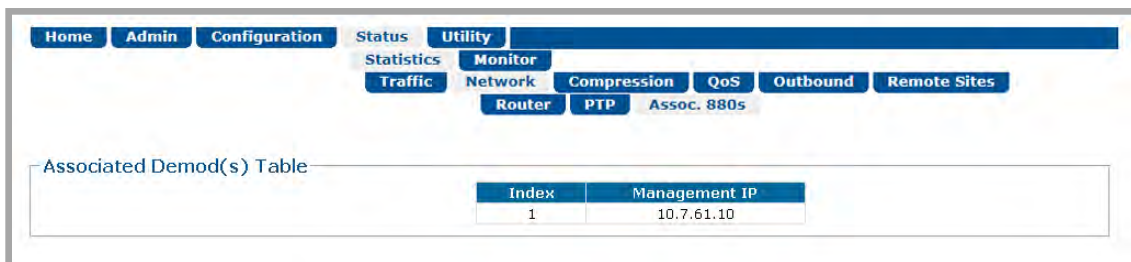 Home Admin Configuration Status Utility
Statistics Monitor
Traffic Network Compression QoS Outbound Remote Sites
Router PTP Assoc. 880s
Associated Demod(s) Table
Index Management IP
1 10.7.61.10